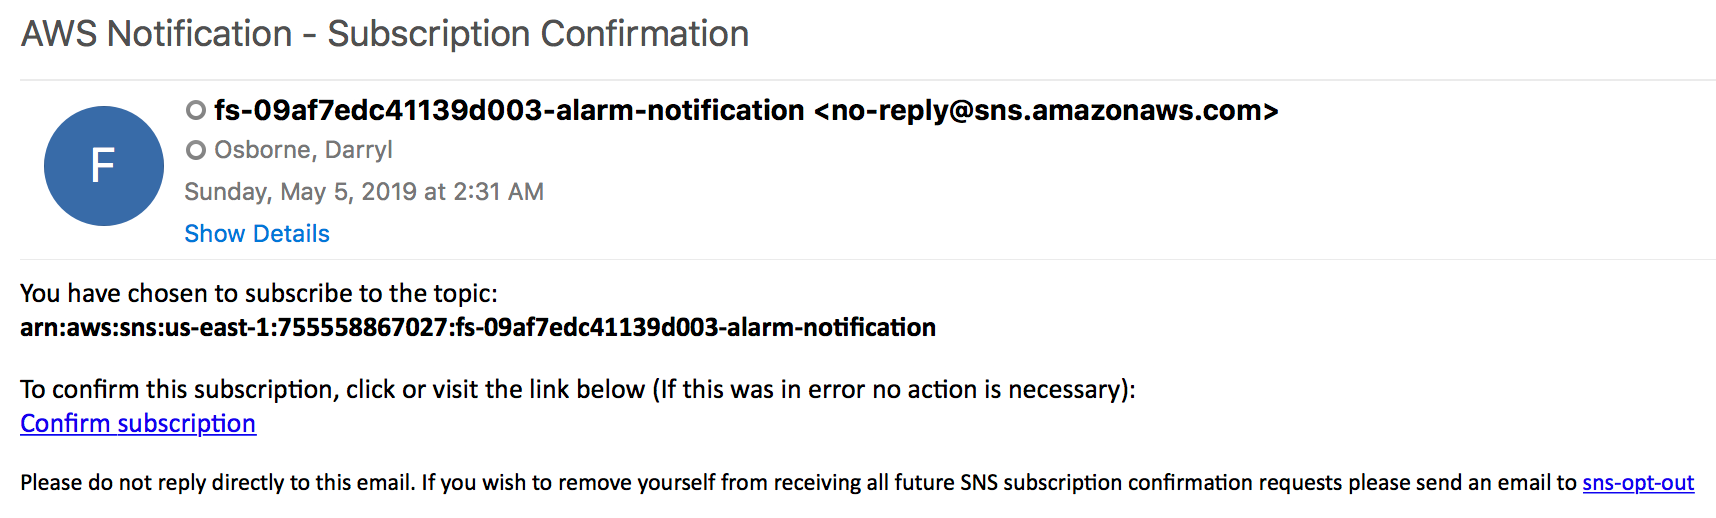 AWS Notification - Subscription Confirmation
F
fs-09af7edc41139d003-alarm-notification <no-reply@sns.amazonaws.com>
Osborne, Darryl
Sunday, May 5, 2019 at 2:31 AM
Show Details
You have chosen to subscribe to the topic:
arn:aws:sns:us-east-1:755558867027:fs-09af7edc41139d003-alarm-notification
To confirm this subscription, click or visit the link below (If this was in error no action is necessary):
Confirm subscription
Please do not reply directly to this email. If you wish to remove yourself from receiving all future SNS subscription confirmation requests please send an email to sns-opt-out